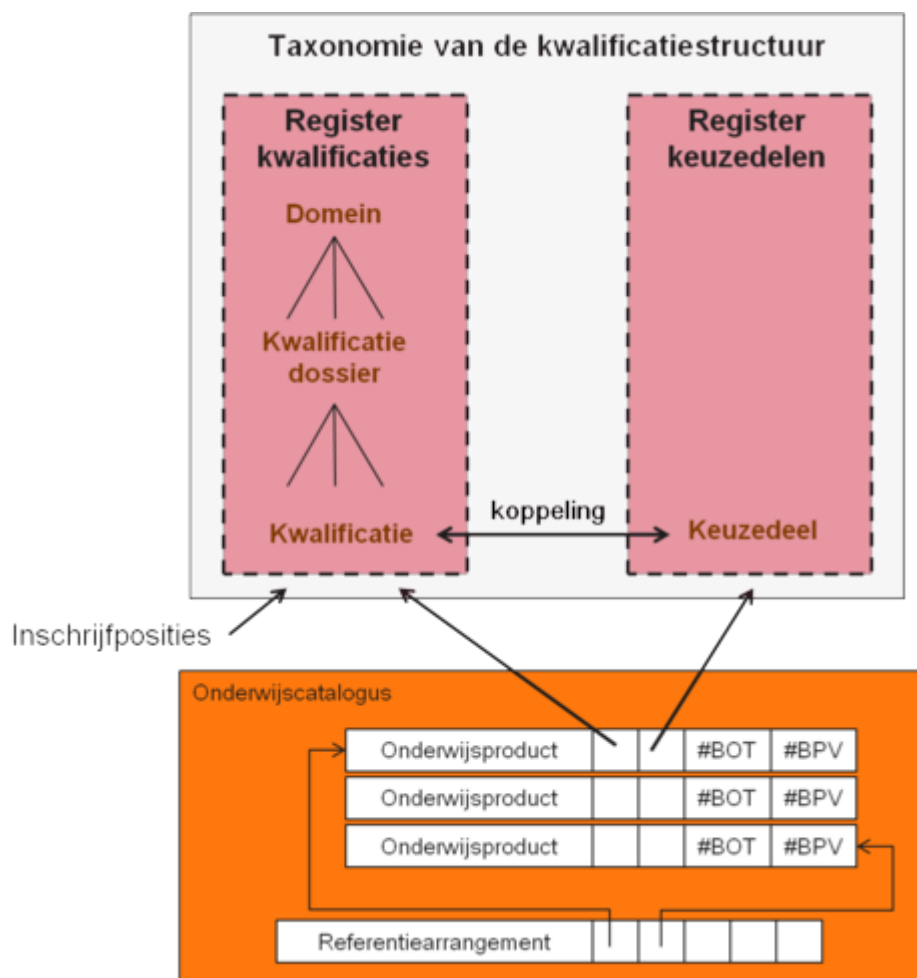 Taxonomie van de kwalificatiestructuur
Register
kwalificaties
Domein
Kwalificatie
dossier
Kwalificatie
koppeling
Register
keuzedelen
Keuzedeel
Inschrijfposities
Onderwijscatalogus
Onderwijsproduct #BOT #BPV
Onderwijsproduct #BOT #BPV
Onderwijsproduct #BOT #BPV
Referentiearrangement